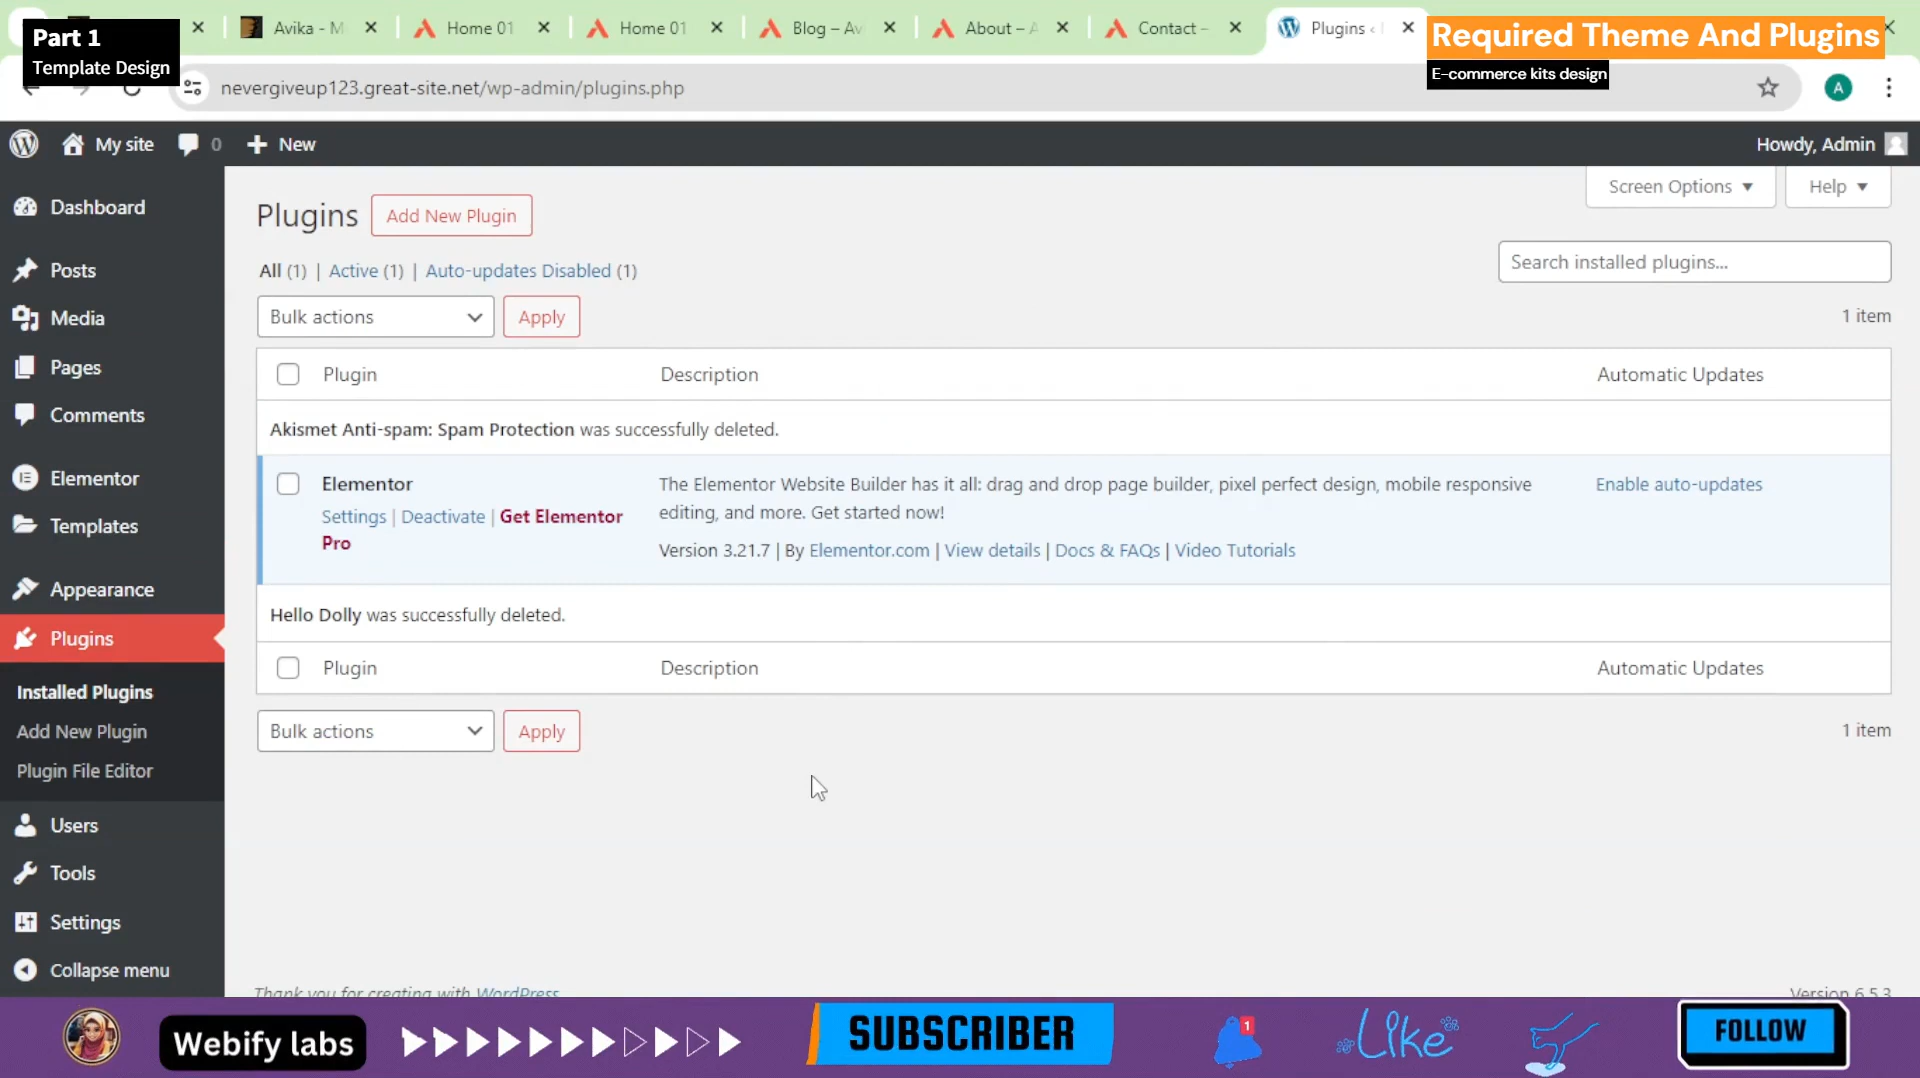 Part 1
Template Design
Avika - M
Home 01
Home 01
Blog – Av
About – A
Contact –
Plugins ‹
Required Theme And Plugins
E-commerce kits design
nevergiveup123.great-site.net/wp-admin/plugins.php
A
My site
0
New
Howdy, Admin
Dashboard
Posts
Media
Pages
Comments
Elementor
Templates
Appearance
Plugins
Installed Plugins
Add New Plugin
Plugin File Editor
Users
Tools
Settings
Collapse menu
Screen Options
Help
Plugins
Add New Plugin
All (1) | Active (1) | Auto-updates Disabled (1)
Search installed plugins...
Bulk actions
Apply
1 item
Plugin
Description
Automatic Updates
Akismet Anti-spam: Spam Protection was successfully deleted.
Elementor
Settings | Deactivate | Get Elementor
Pro
The Elementor Website Builder has it all: drag and drop page builder, pixel perfect design, mobile responsive
editing, and more. Get started now!
Version 3.21.7 | By Elementor.com | View details | Docs & FAQs | Video Tutorials
Enable auto-updates
Hello Dolly was successfully deleted.
Plugin
Description
Automatic Updates
Bulk actions
Apply
1 item
Thank you for creating with WordPress
Version 6.5.3
Webify labs
SUBSCRIBER
1
Like
FOLLOW